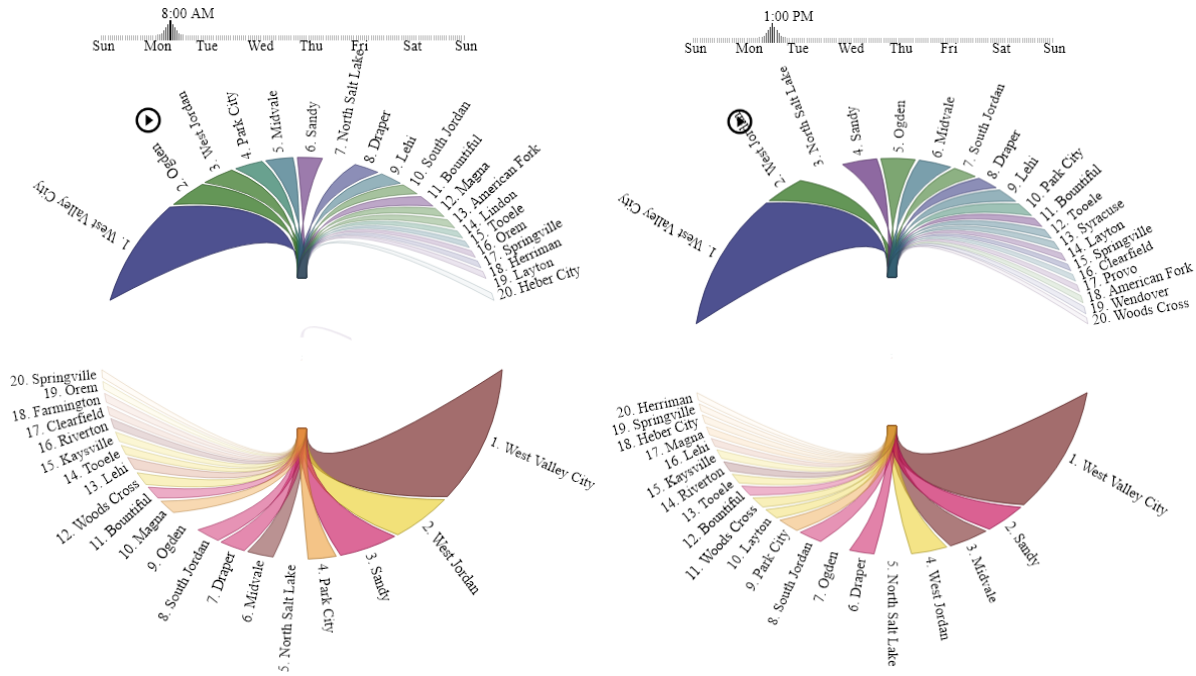 8:00 AM
Sun Mon Tue Wed Thu Fri Sat Sun
1. West Valley City
2. Ogden
3. West Jordan
4. Park City
5. Midvale
6. Sandy
7. North Salt Lake
8. Draper
9. Lehi
10. South Jordan
11. Bountiful
12. Magna
13. American Fork
14. Lindon
15. Tooele
16. Orem
17. Springville
18. Herriman
19. Layton
20. Heber City
20. Springville
19. Orem
18. Farmington
17. Clearfield
16. Riverton
15. Kaysville
14. Tooele
13. Lehi
12. Woods Cross
11. Bountiful
10. Magna
9. Ogden
8. South Jordan
7. Draper
6. Midvale
5. North Salt Lake
4. Park City
3. Sandy
2. West Jordan
1. West Valley City
1:00 PM
Sun Mon Tue Wed Thu Fri Sat Sun
1. West Valley City
2. West Jordan
3. North Salt Lake
4. Sandy
5. Ogden
6. Midvale
7. South Jordan
8. Draper
9. Lehi
10. Park City
11. Bountiful
12. Tooele
13. Syracuse
14. Layton
15. Springville
16. Clearfield
17. Provo
18. American Fork
19. Wendover
20. Woods Cross
20. Herriman
19. Springville
18. Heber City
17. Magna
16. Lehi
15. Kaysville
14. Riverton
13. Tooele
12. Bountiful
11. Woods Cross
10. Layton
9. Park City
8. South Jordan
7. Ogden
6. Draper
5. North Salt Lake
4. West Jordan
3. Midvale
2. Sandy
1. West Valley City